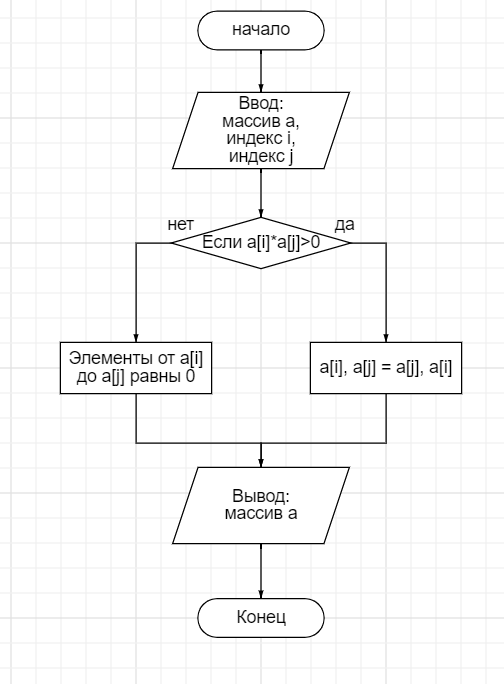 начало
Ввод:
массив a,
индекс i,
индекс j
нет
да
Если a[i]*a[j]>0
Элементы от a[i]
до a[j] равны 0
a[i], a[j] = a[j], a[i]
Вывод:
массив a
Конец